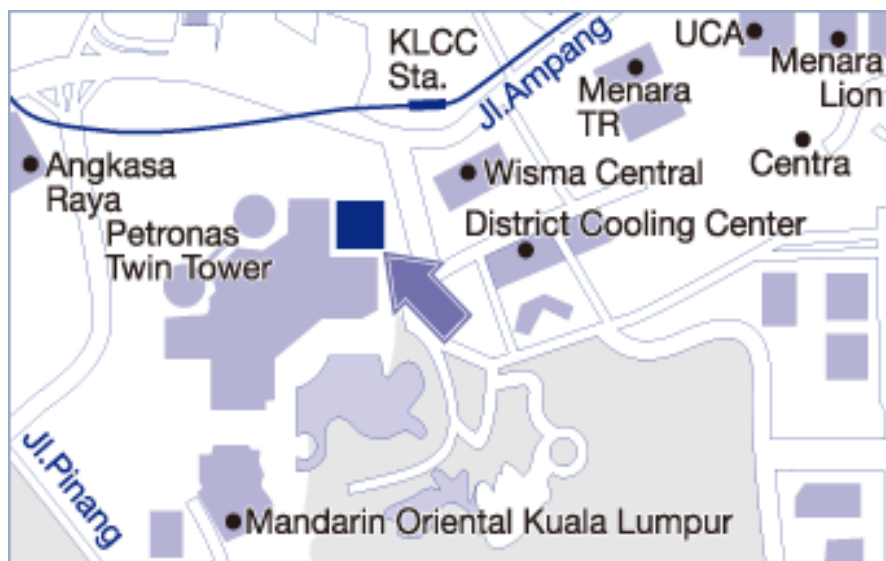 KLCC
Sta.
Jl.Ampang
UCA
Menara
Lion
Menara
TR
Centra
Angkasa
Raya
Wisma Central
Petronas
Twin Tower
District Cooling Center
Jl.Pinang
Mandarin Oriental Kuala Lumpur